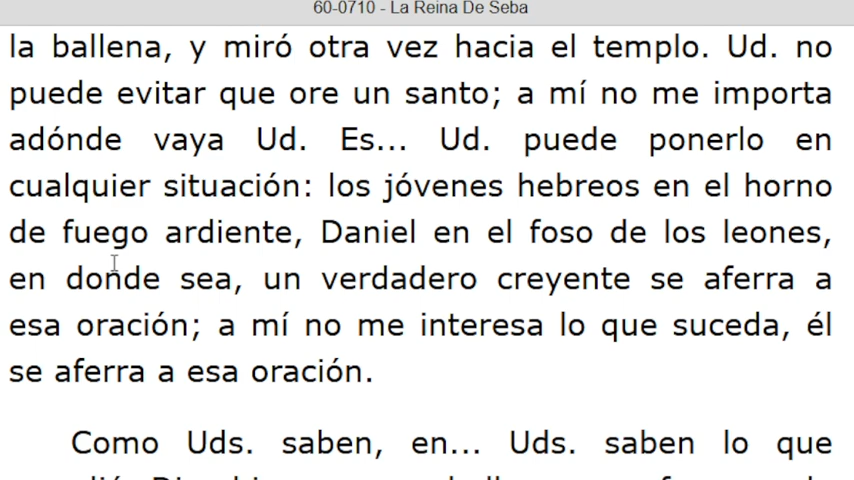 60-0710 - La Reina De Seba
la ballena, y miró otra vez hacia el templo. Ud. no
puede evitar que ore un santo; a mí no me importa
adónde vaya Ud. Es... Ud. puede ponerlo en
cualquier situación: los jóvenes hebreos en el horno
de fuego ardiente, Daniel en el foso de los leones,
en donde sea, un verdadero creyente se aferra a
esa oración; a mí no me interesa lo que suceda, él
se aferra a esa oración.
Como Uds. saben, en... Uds. saben lo que